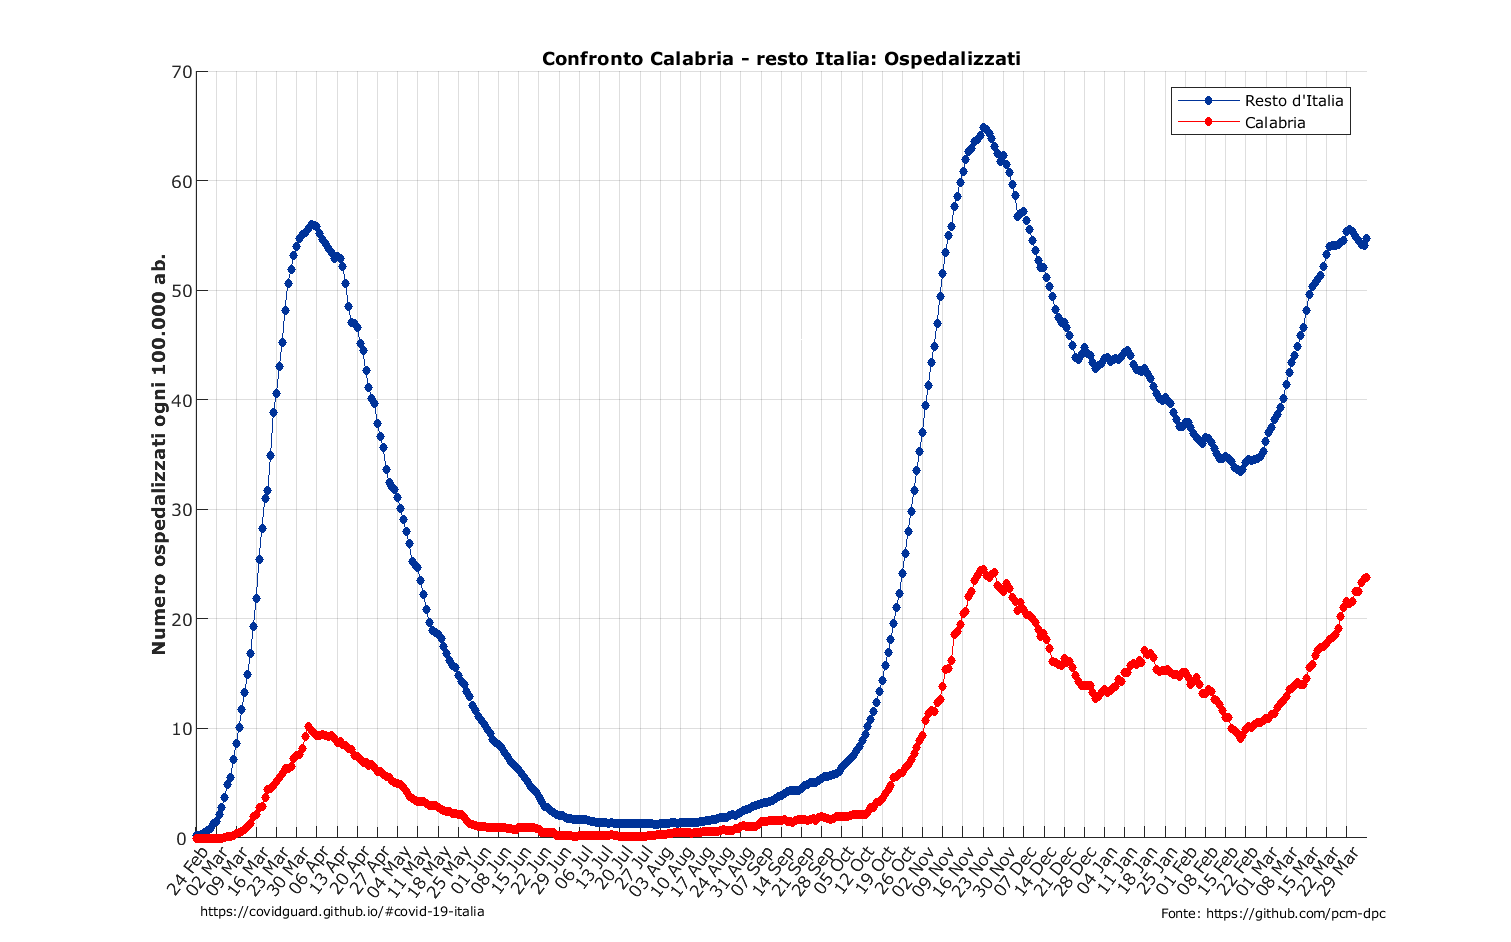 Confronto Calabria - resto Italia: Ospedalizzati
70
60
50
40
30
20
10
0
Numero ospedalizzati ogni 100.000 ab.
Resto d'Italia
Calabria
24 Feb
02 Mar
09 Mar
16 Mar
23 Mar
30 Mar
06 Apr
13 Apr
20 Apr
27 Apr
04 May
11 May
18 May
25 May
01 Jun
08 Jun
15 Jun
22 Jun
29 Jun
06 Jul
13 Jul
20 Jul
27 Jul
03 Aug
10 Aug
17 Aug
24 Aug
31 Aug
07 Sep
14 Sep
21 Sep
28 Sep
05 Oct
12 Oct
19 Oct
26 Oct
02 Nov
09 Nov
16 Nov
23 Nov
30 Nov
07 Dec
14 Dec
21 Dec
28 Dec
04 Jan
11 Jan
18 Jan
25 Jan
01 Feb
08 Feb
15 Feb
22 Feb
01 Mar
08 Mar
15 Mar
22 Mar
29 Mar
https://covidguard.github.io/#covid-19-italia
Fonte: https://github.com/pcm-dpc